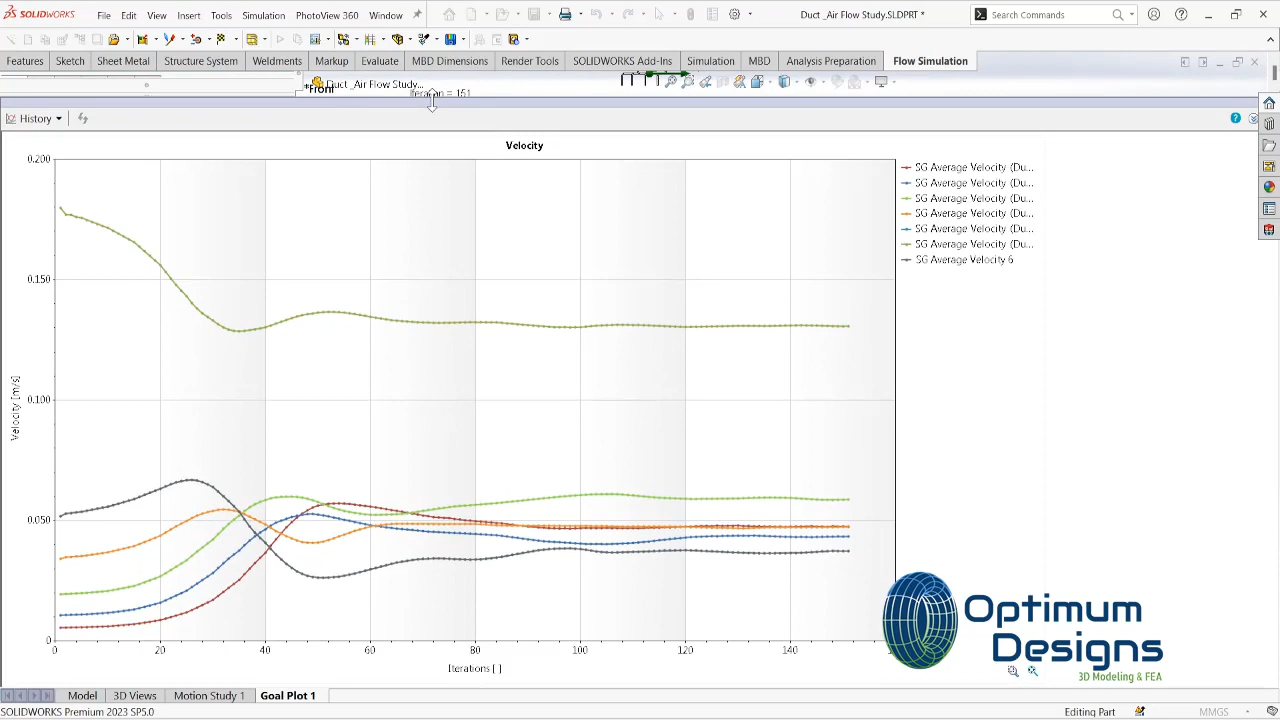 SOLIDWORKS File Edit View Insert Tools Simulation PhotoView 360 Window Duct _Air Flow Study.SLDPRT * Search Commands
Features Sketch Sheet Metal Structure System Weldments Markup Evaluate MBD Dimensions Render Tools SOLIDWORKS Add-Ins Simulation MBD Analysis Preparation Flow Simulation
Duct _Air Flow Study...
*Front
Iteration = 151
History
Velocity
0.200
0.150
0.100
0.050
0
Velocity [m/s]
0 20 40 60 80 100 120 140
Iterations [ ]
SG Average Velocity (Du...
SG Average Velocity (Du...
SG Average Velocity (Du...
SG Average Velocity (Du...
SG Average Velocity (Du...
SG Average Velocity (Du...
SG Average Velocity 6
Optimum
Designs
3D Modeling & FEA
Model 3D Views Motion Study 1 Goal Plot 1
SOLIDWORKS Premium 2023 SP5.0 Editing Part MMGS